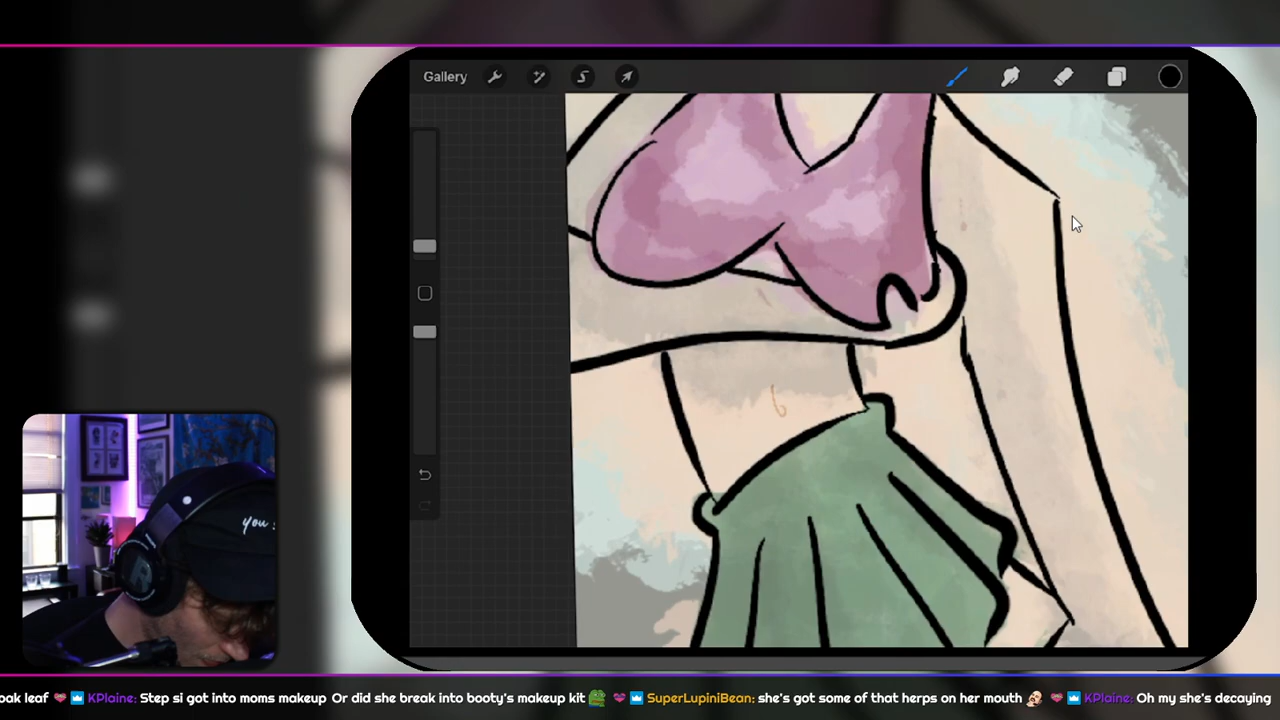 Gallery
you :
oak leaf KPlaine: Step si got into moms makeup Or did she break into booty's makeup kit SuperLupiniBean: she's got some of that herps on her mouth KPlaine: Oh my she's decaying